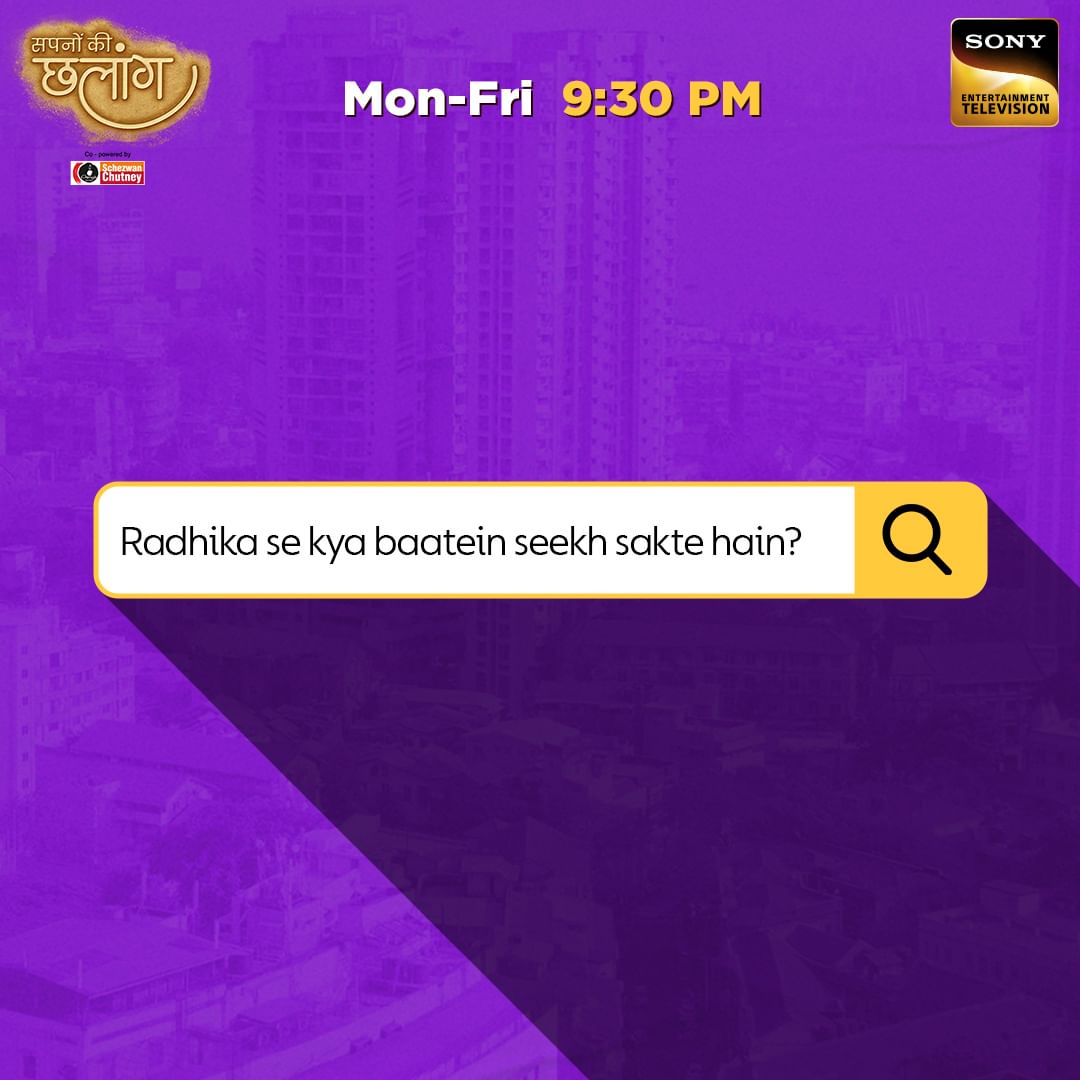 सपनों की
छलांग
Co - powered by
Schezwan
Chutney
Mon-Fri 9:30 PM
SONY
ENTERTAINMENT
TELEVISION
Radhika se kya baatein seekh sakte hain?